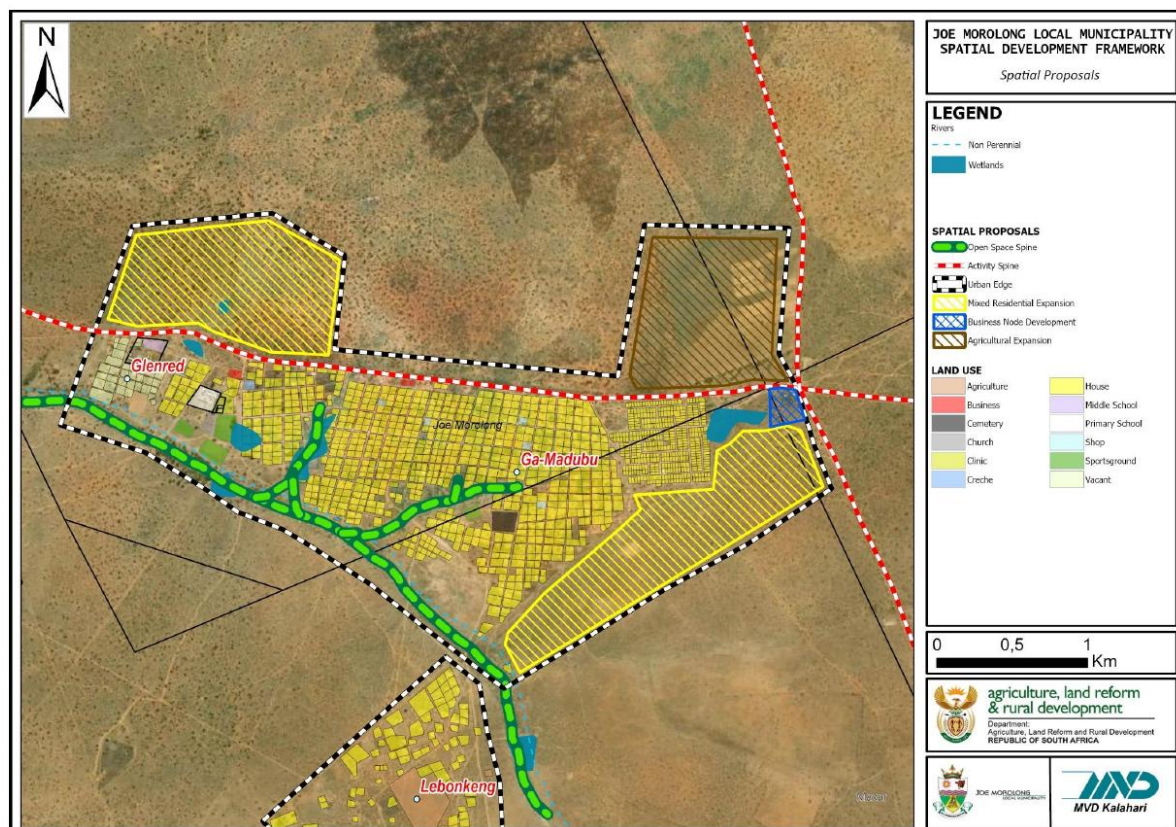 N
Glenred
Joe Morolong
Ga-Madubu
Lebonkeng
JOE MOROLONG LOCAL MUNICIPALITY
SPATIAL DEVELOPMENT FRAMEWORK
Spatial Proposals
LEGEND
Rivers
Non Perennial
Wetlands
SPATIAL PROPOSALS
Open Space Spine
Activity Spine
Urban Edge
Mixed Residential Expansion
Business Node Development
Agricultural Expansion
LAND USE
Agriculture
Business
Cemetery
Church
Clinic
Creche
House
Middle School
Primary School
Shop
Sportsground
Vacant
0 0,5 1
Km
agriculture, land reform
& rural development
Department:
Agriculture, Land Reform and Rural Development
REPUBLIC OF SOUTH AFRICA
JOE MOROLONG
LOCAL MUNICIPALITY
MVD
MVD Kalahari